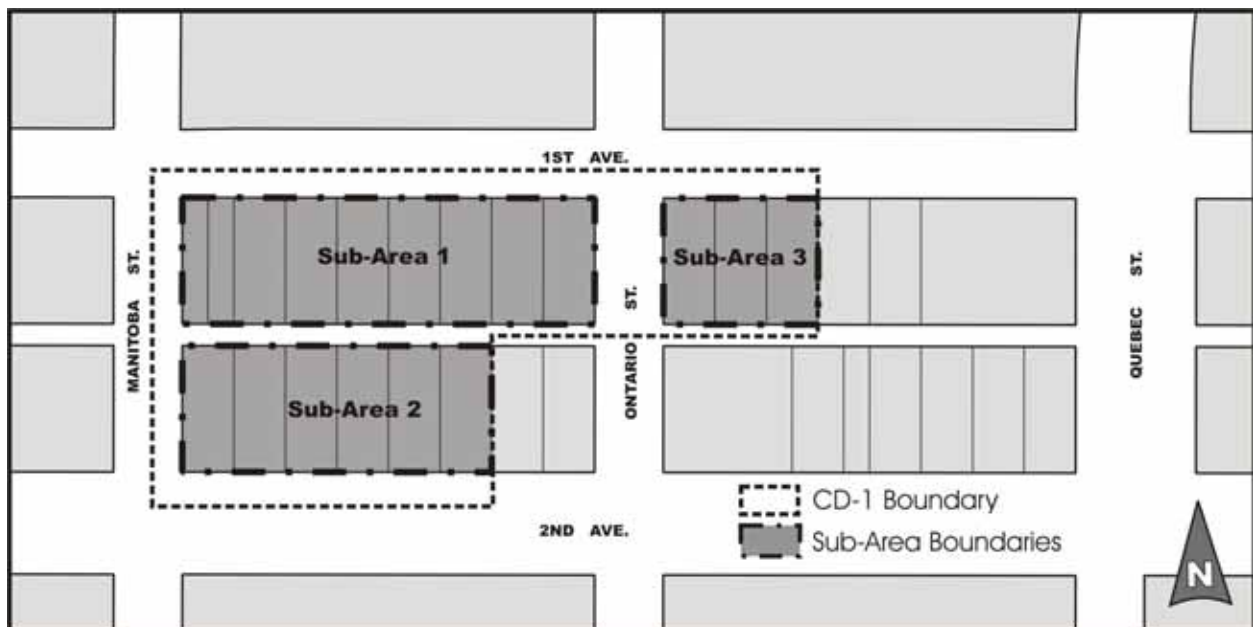 1ST AVE.
Sub-Area 1
Sub-Area 3
MANITOBA ST.
ONTARIO ST.
QUEBEC ST.
Sub-Area 2
CD-1 Boundary
2ND AVE.
Sub-Area Boundaries
N